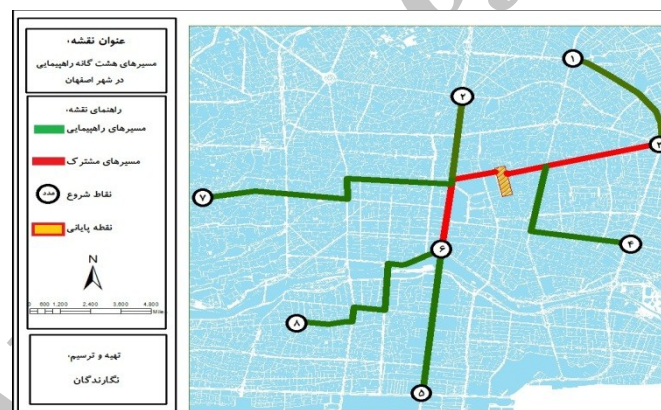 عنوان نقشه:
مسیرهای هشت گانه راهپیمایی
در شهر اصفهان
راهنمای نقشه:
مسیرهای راهپیمایی
مسیرهای مشترک
عدد
نقاط شروع
نقطه پایانی
N
0 600 1,200 2,400 3,600 4,800
تهیه و ترسیم:
نگارندگان
۱
۲
۳
۷
۶
۴
۸
۵